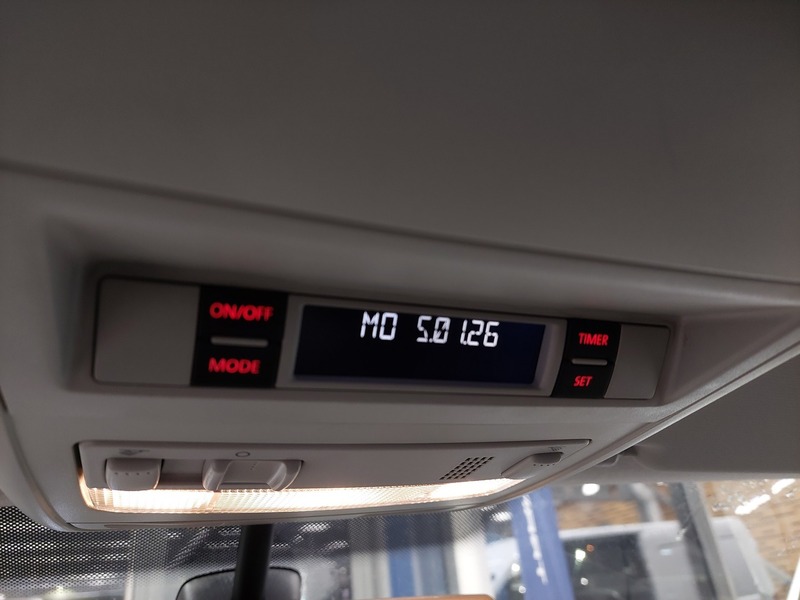 ON/OFF
MODE
MO 5.01.26
TIMER
SET